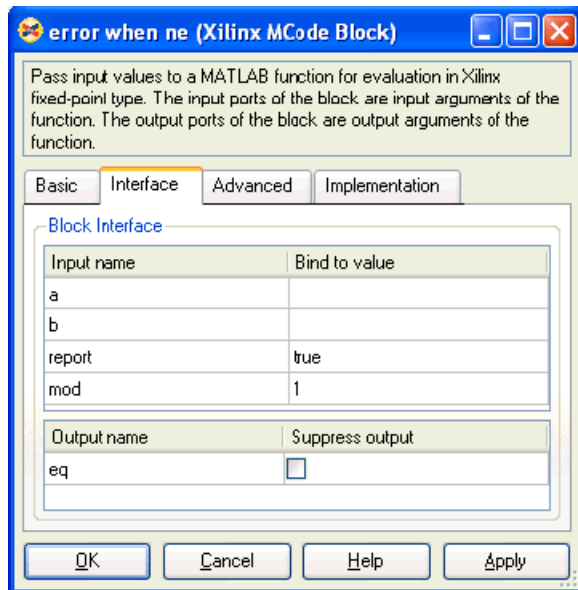 error when ne (Xilinx MCode Block)
Pass input values to a MATLAB function for evaluation in Xilinx
fixed-point type. The input ports of the block are input arguments of the
function. The output ports of the block are output arguments of the
function.
Basic Interface Advanced Implementation
Block Interface
Input name Bind to value
a
b
report true
mod 1
Output name Suppress output
eq
OK Cancel Help Apply